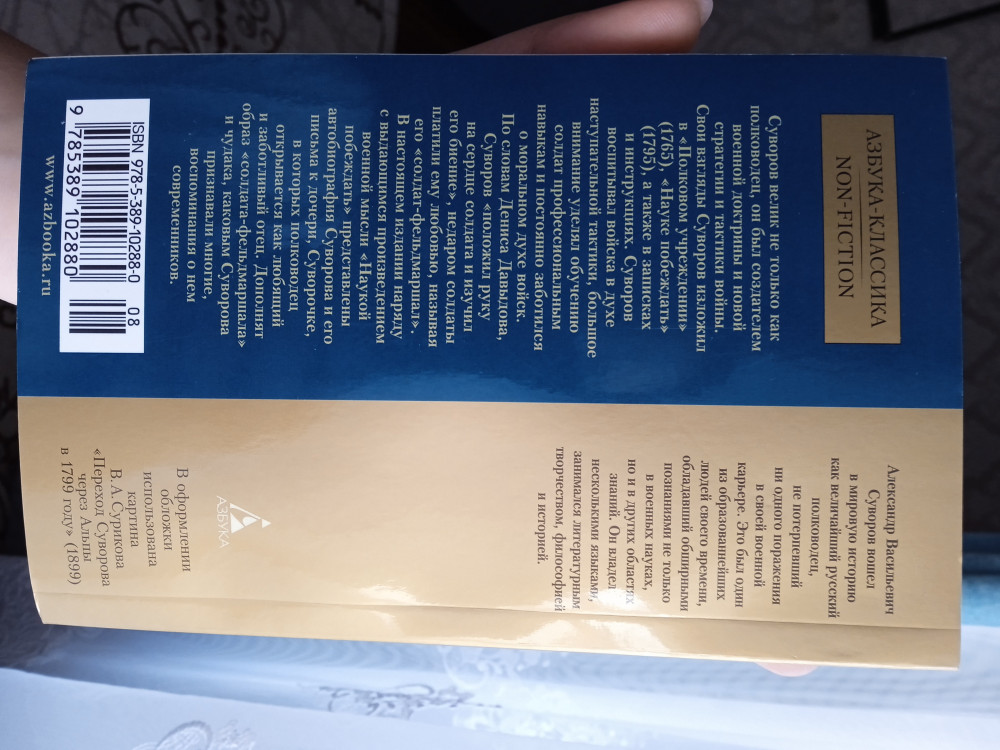 АЗБУКА-КЛАССИКА
NON-FICTION
Суворов велик не только как
полководец, он был создателем
военной доктрины и новой
стратегии и тактики войны.
Свои взгляды Суворов изложил
в «Полковом учреждении»
(1765), «Науке побеждать»
(1795), а также в записках
и инструкциях. Суворов
воспитывал войска в духе
наступательной тактики, большое
внимание уделял обучению
солдат профессиональным
навыкам и постоянно заботился
о моральном духе войск.
По словам Дениса Давыдова,
Суворов «положил руку
на сердце солдата и изучил
его биение», недаром солдаты
платили ему любовью, называя
его «солдат-фельдмаршал».
В настоящем издании наряду
с выдающимся произведением
военной мысли «Наукой
побеждать» представлены
автобиография Суворова и его
письма к дочери, Суворочке,
в которых полководец
открывается как любящий
и заботливый отец. Дополнят
образ «солдата-фельдмаршала»
и чудака, каковым Суворова
признавали многие,
воспоминания о нем
современников.
ISBN 978-5-389-10288-0
9 785389 102880
08
www.azbooka.ru
Александр Васильевич
Суворов вошел
в мировую историю
как величайший русский
полководец,
не потерпевший
ни одного поражения
в своей военной
карьере. Это был один
из образованнейших
людей своего времени,
обладавший обширными
познаниями не только
в военных науках,
но и в других областях
знаний. Он владел
несколькими языками,
занимался литературным
творчеством, философией
и историей.
АЗБУКА
В оформлении
обложки
использована
картина
В.А.Сурикова
«Переход Суворова
через Альпы
в 1799 году» (1899)